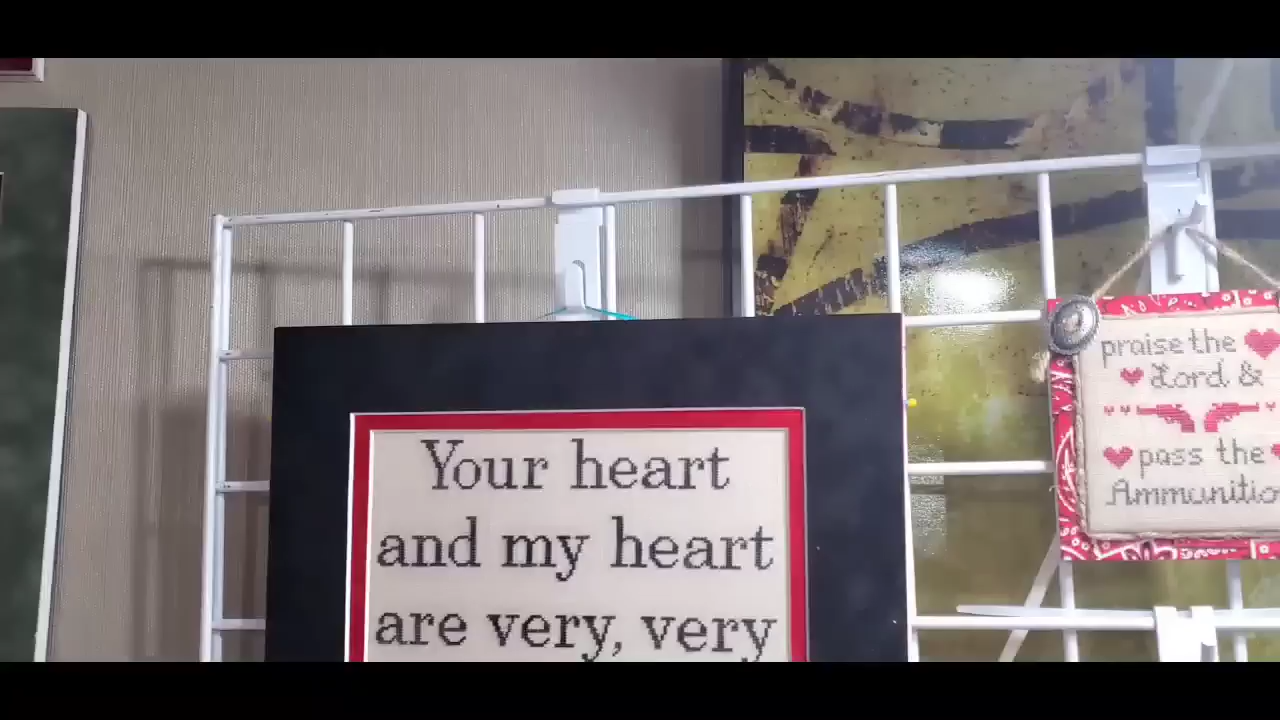 Your heart
and my heart
are very, very
praise the
Lord &
pass the
Ammunitio